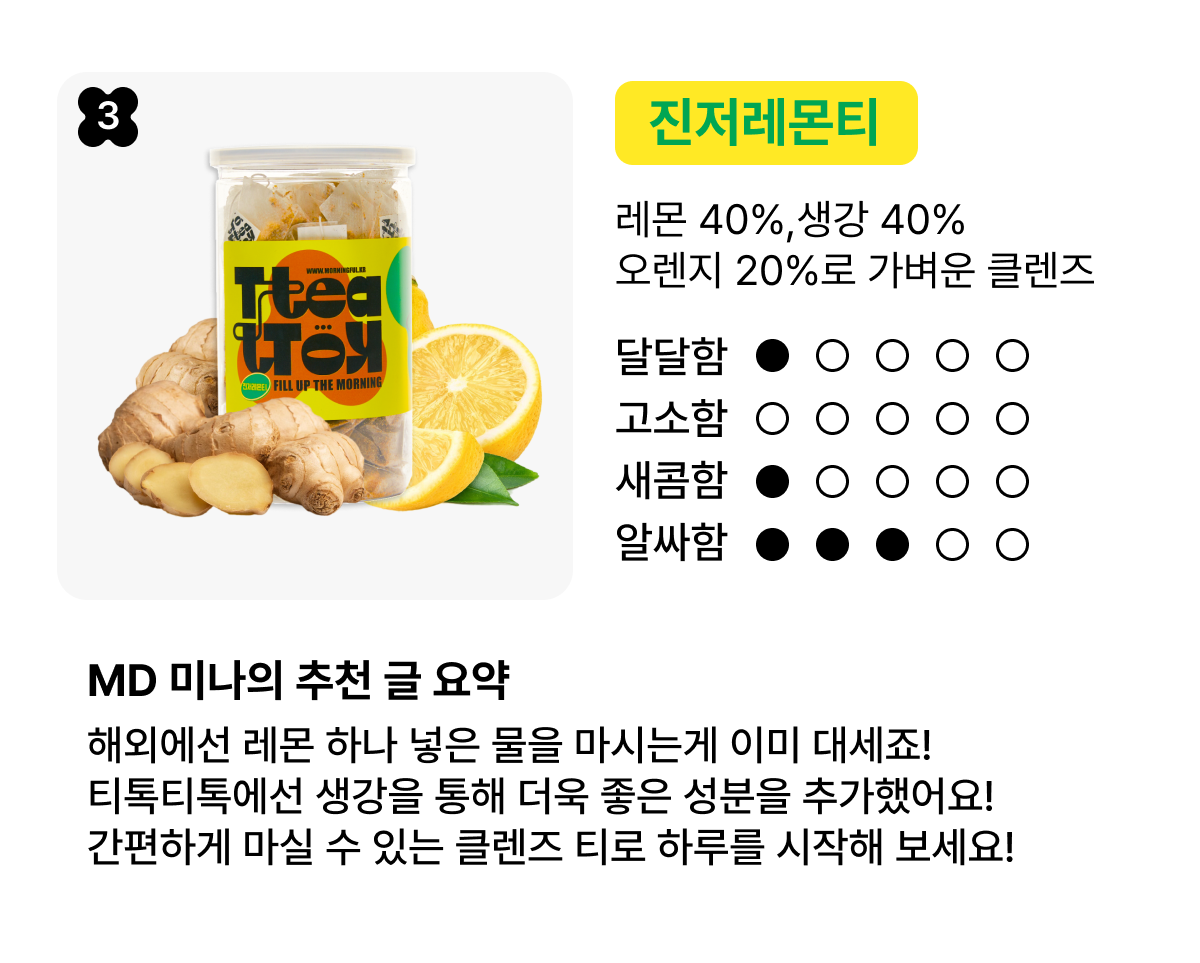 3
진저레몬티
레몬 40%,생강 40%
오렌지 20%로 가벼운 클렌즈
달달함
고소함
새콤함
알싸함
WWW.MORNINGFUL.KR
Ttea
TTOK
진저레몬티
FILL UP THE MORNING
MD 미나의 추천 글 요약
해외에선 레몬 하나 넣은 물을 마시는게 이미 대세죠!
티톡티톡에선 생강을 통해 더욱 좋은 성분을 추가했어요!
간편하게 마실 수 있는 클렌즈 티로 하루를 시작해 보세요!